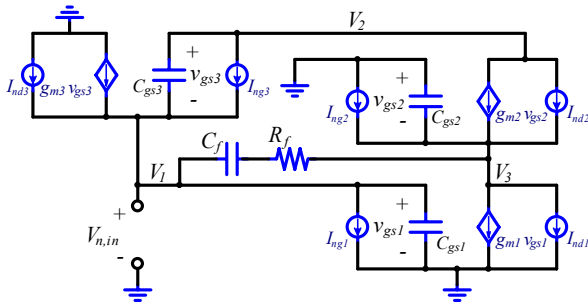 V2
Ind3 gm3 vgs3 Cgs3 + vgs3 - Ing3
Ing2 vgs2 + - Cgs2 gm2 vgs2 Ind2
Cf Rf
V1 V3
+ Vn,in -
Ing1 + vgs1 - Cgs1 gm1 vgs1 Ind1